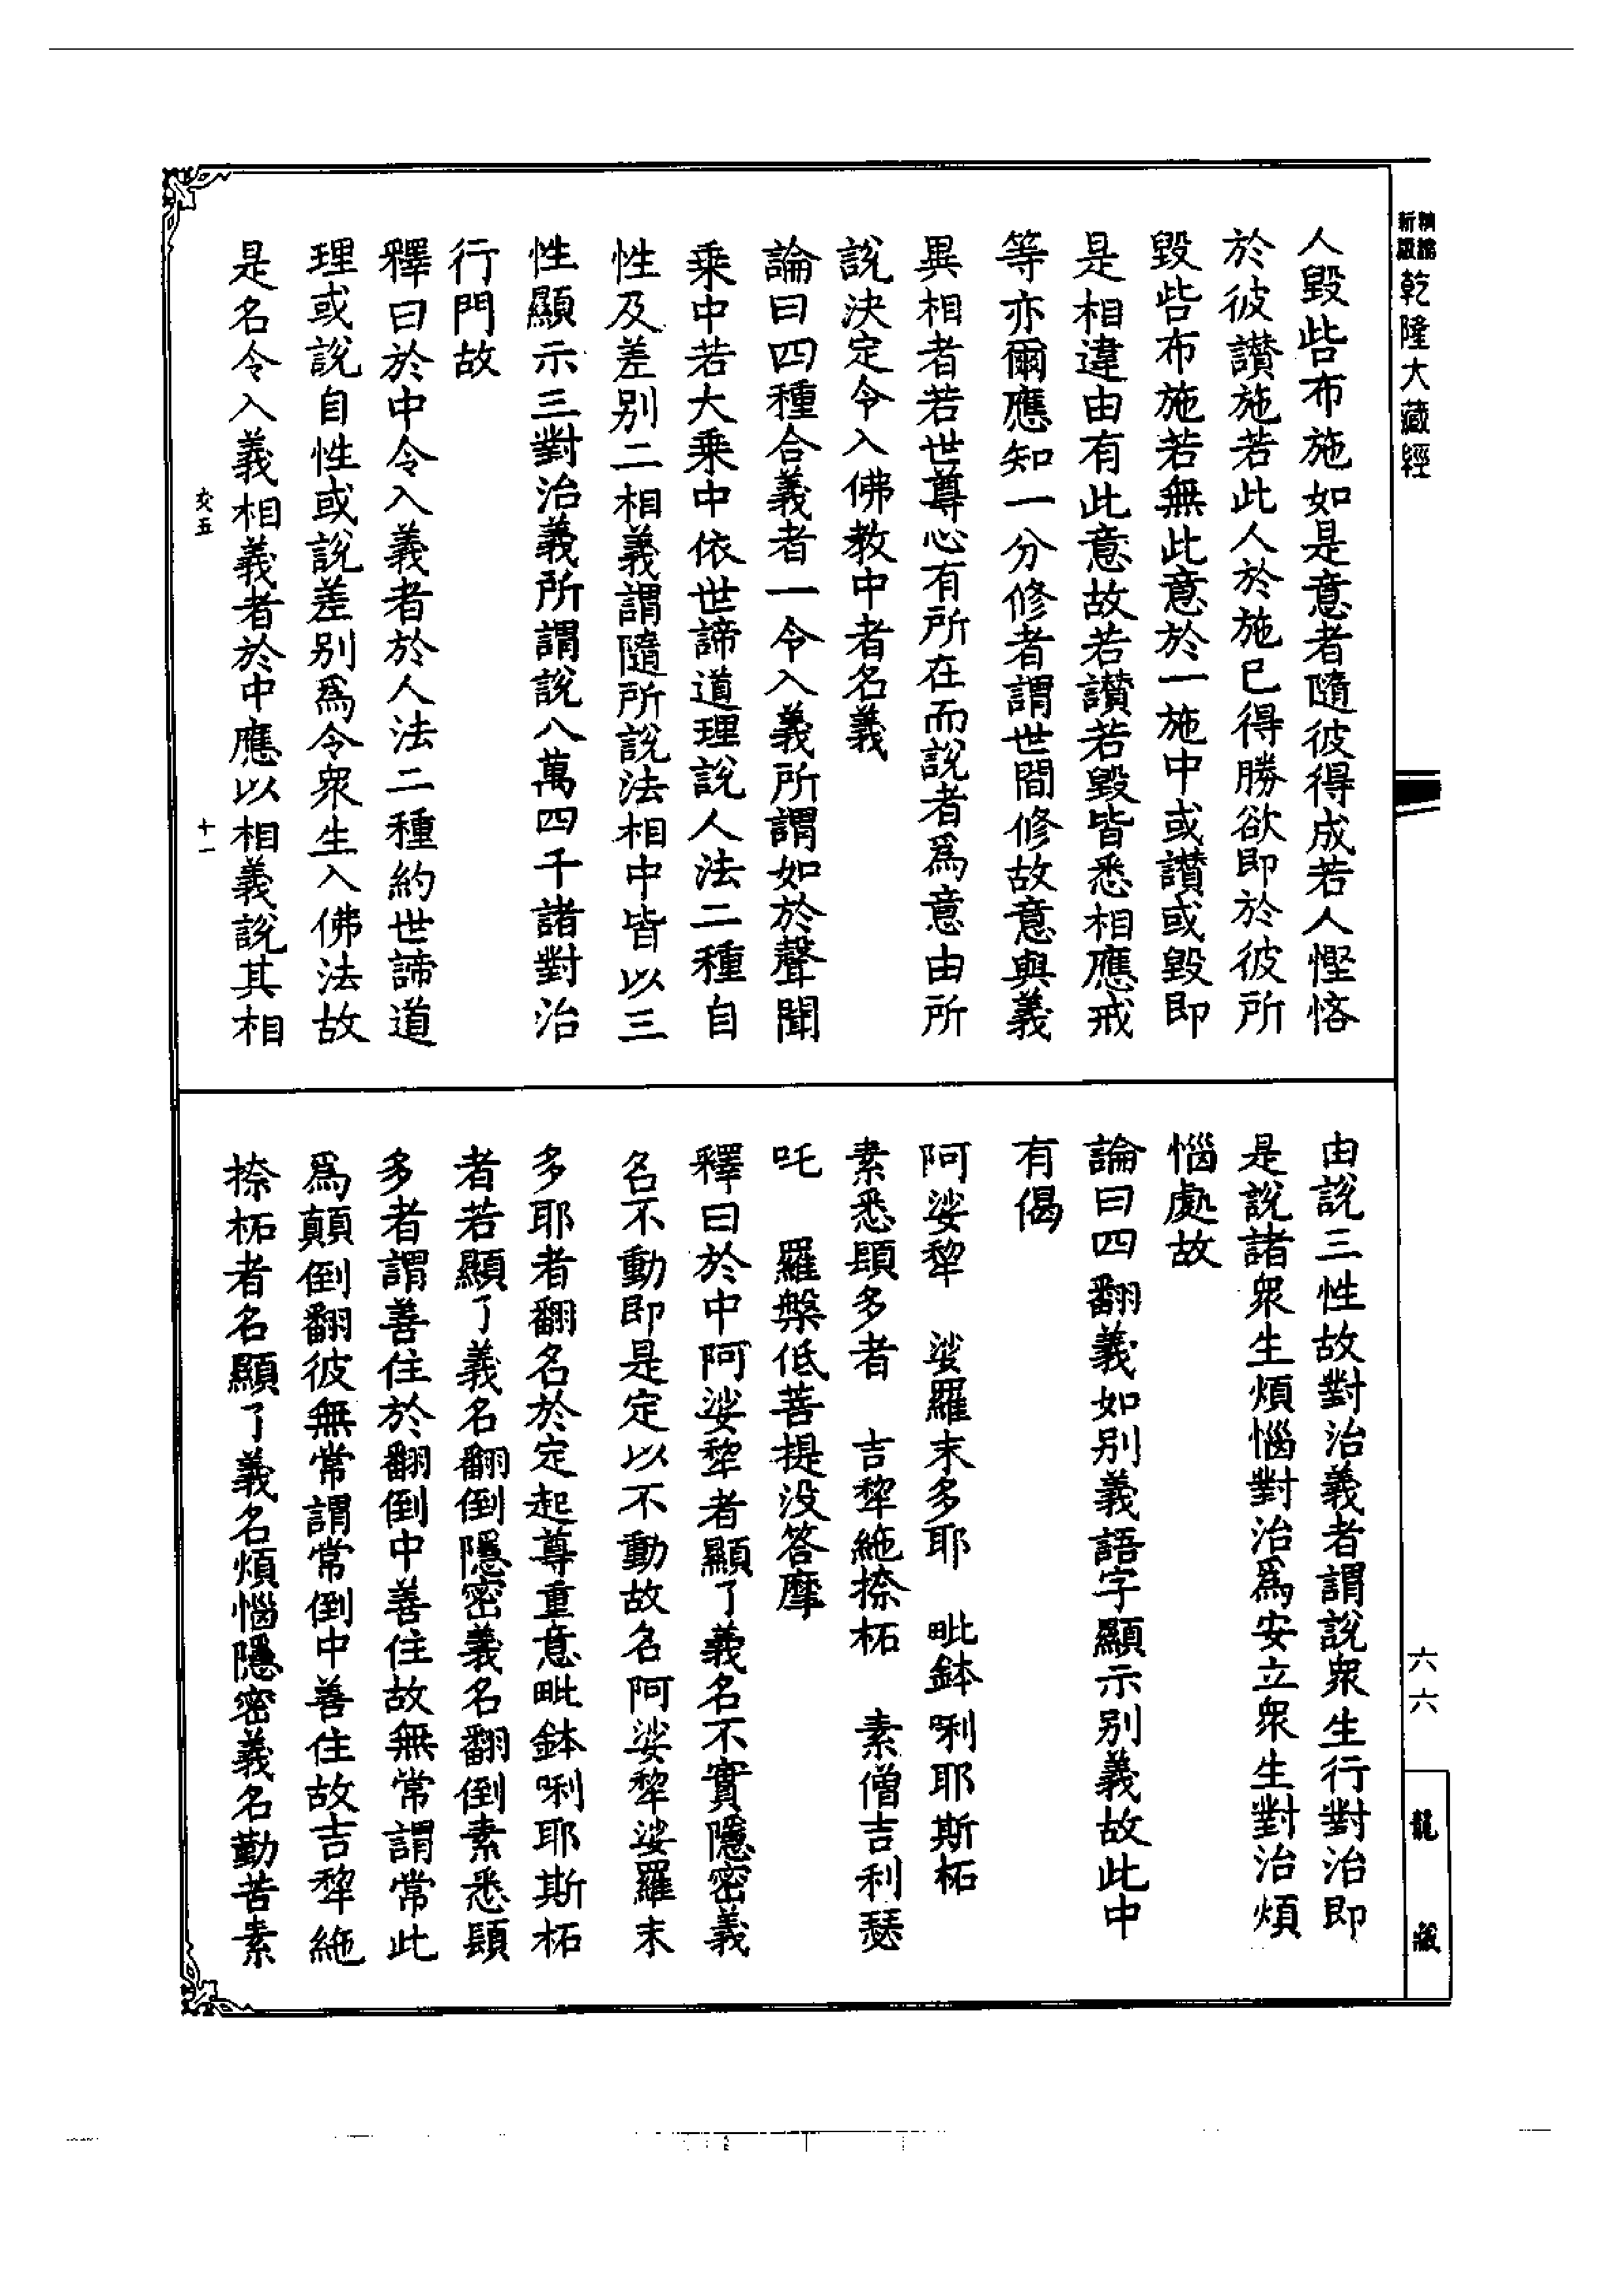 精諦
新殿
乾隆大藏經
人毀呰布施如是意者隨彼得成若人慳悋
於彼讃施若此人於施已得勝欲即於彼所
毀呰布施若無此意於一施中或讃或毀即
是相違由有此意故若讃若毀皆悉相應戒
等亦爾應知一分修者謂世間修故意與義
異相者若世尊心有所在而說者為意由所
說決定令入佛教中者名義
論曰四種合義者一令入義所謂如於聲聞
乘中若大乘中依世諦道理說人法二種自
性及差別二相義謂隨所說法相中皆以三
性顯示三對治義所謂說八萬四千諸對治
行門故
釋曰於中令入義者於人法二種約世諦道
理或說自性或說差別為令衆生入佛法故
是名令入義相義者於中應以相義說其相
交五
十一
由說三性故對治義者謂說衆生行對治即
是說諸衆生煩惱對治為安立衆生對治煩
惱處故
論曰四翻義如別義語字顯示別義故此中
有偈
阿娑犂 娑羅末多耶 毗鉢唎耶斯柘
素悉頭多者 吉犂絁捺柘 素僧吉利瑟
吒 羅槃低菩提没答摩
釋曰於中阿娑犂者顯了義名不實隱密義
名不動即是定以不動故名阿娑犂娑羅末
多耶者翻名於定起尊重意毗鉢唎耶斯柘
者若顯了義名翻倒隱密義名翻倒素悉頭
多者謂善住於翻倒中善住故無常謂常此
為顛倒翻彼無常謂常倒中善住故吉犂絁
捺柘者名顯了義名煩惱隱密義名勤苦素
六六
龍
藏